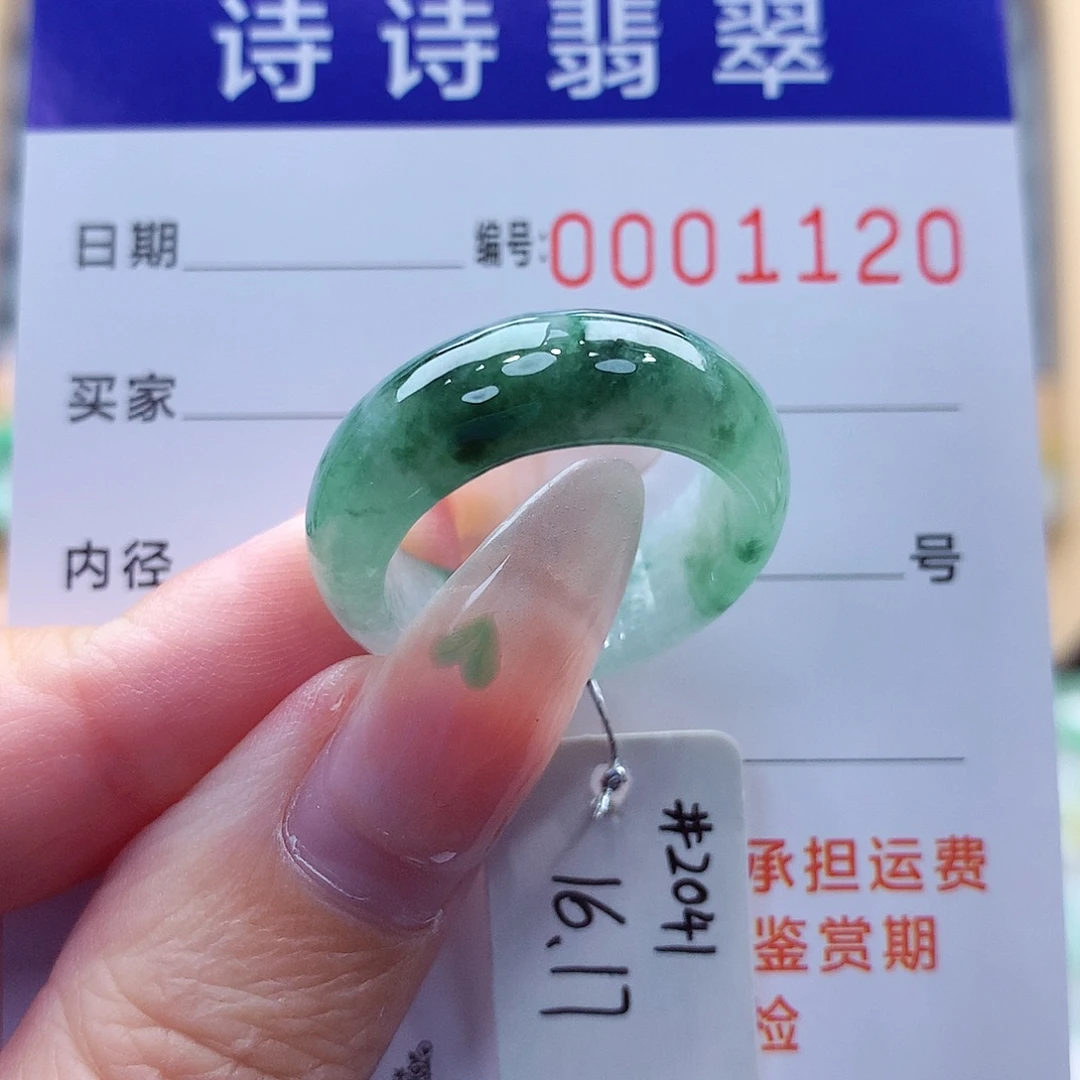 诗诗翡翠
日期 编号:0001120
买家
内径 号
承担运费
鉴赏期
检
#2041
16.17